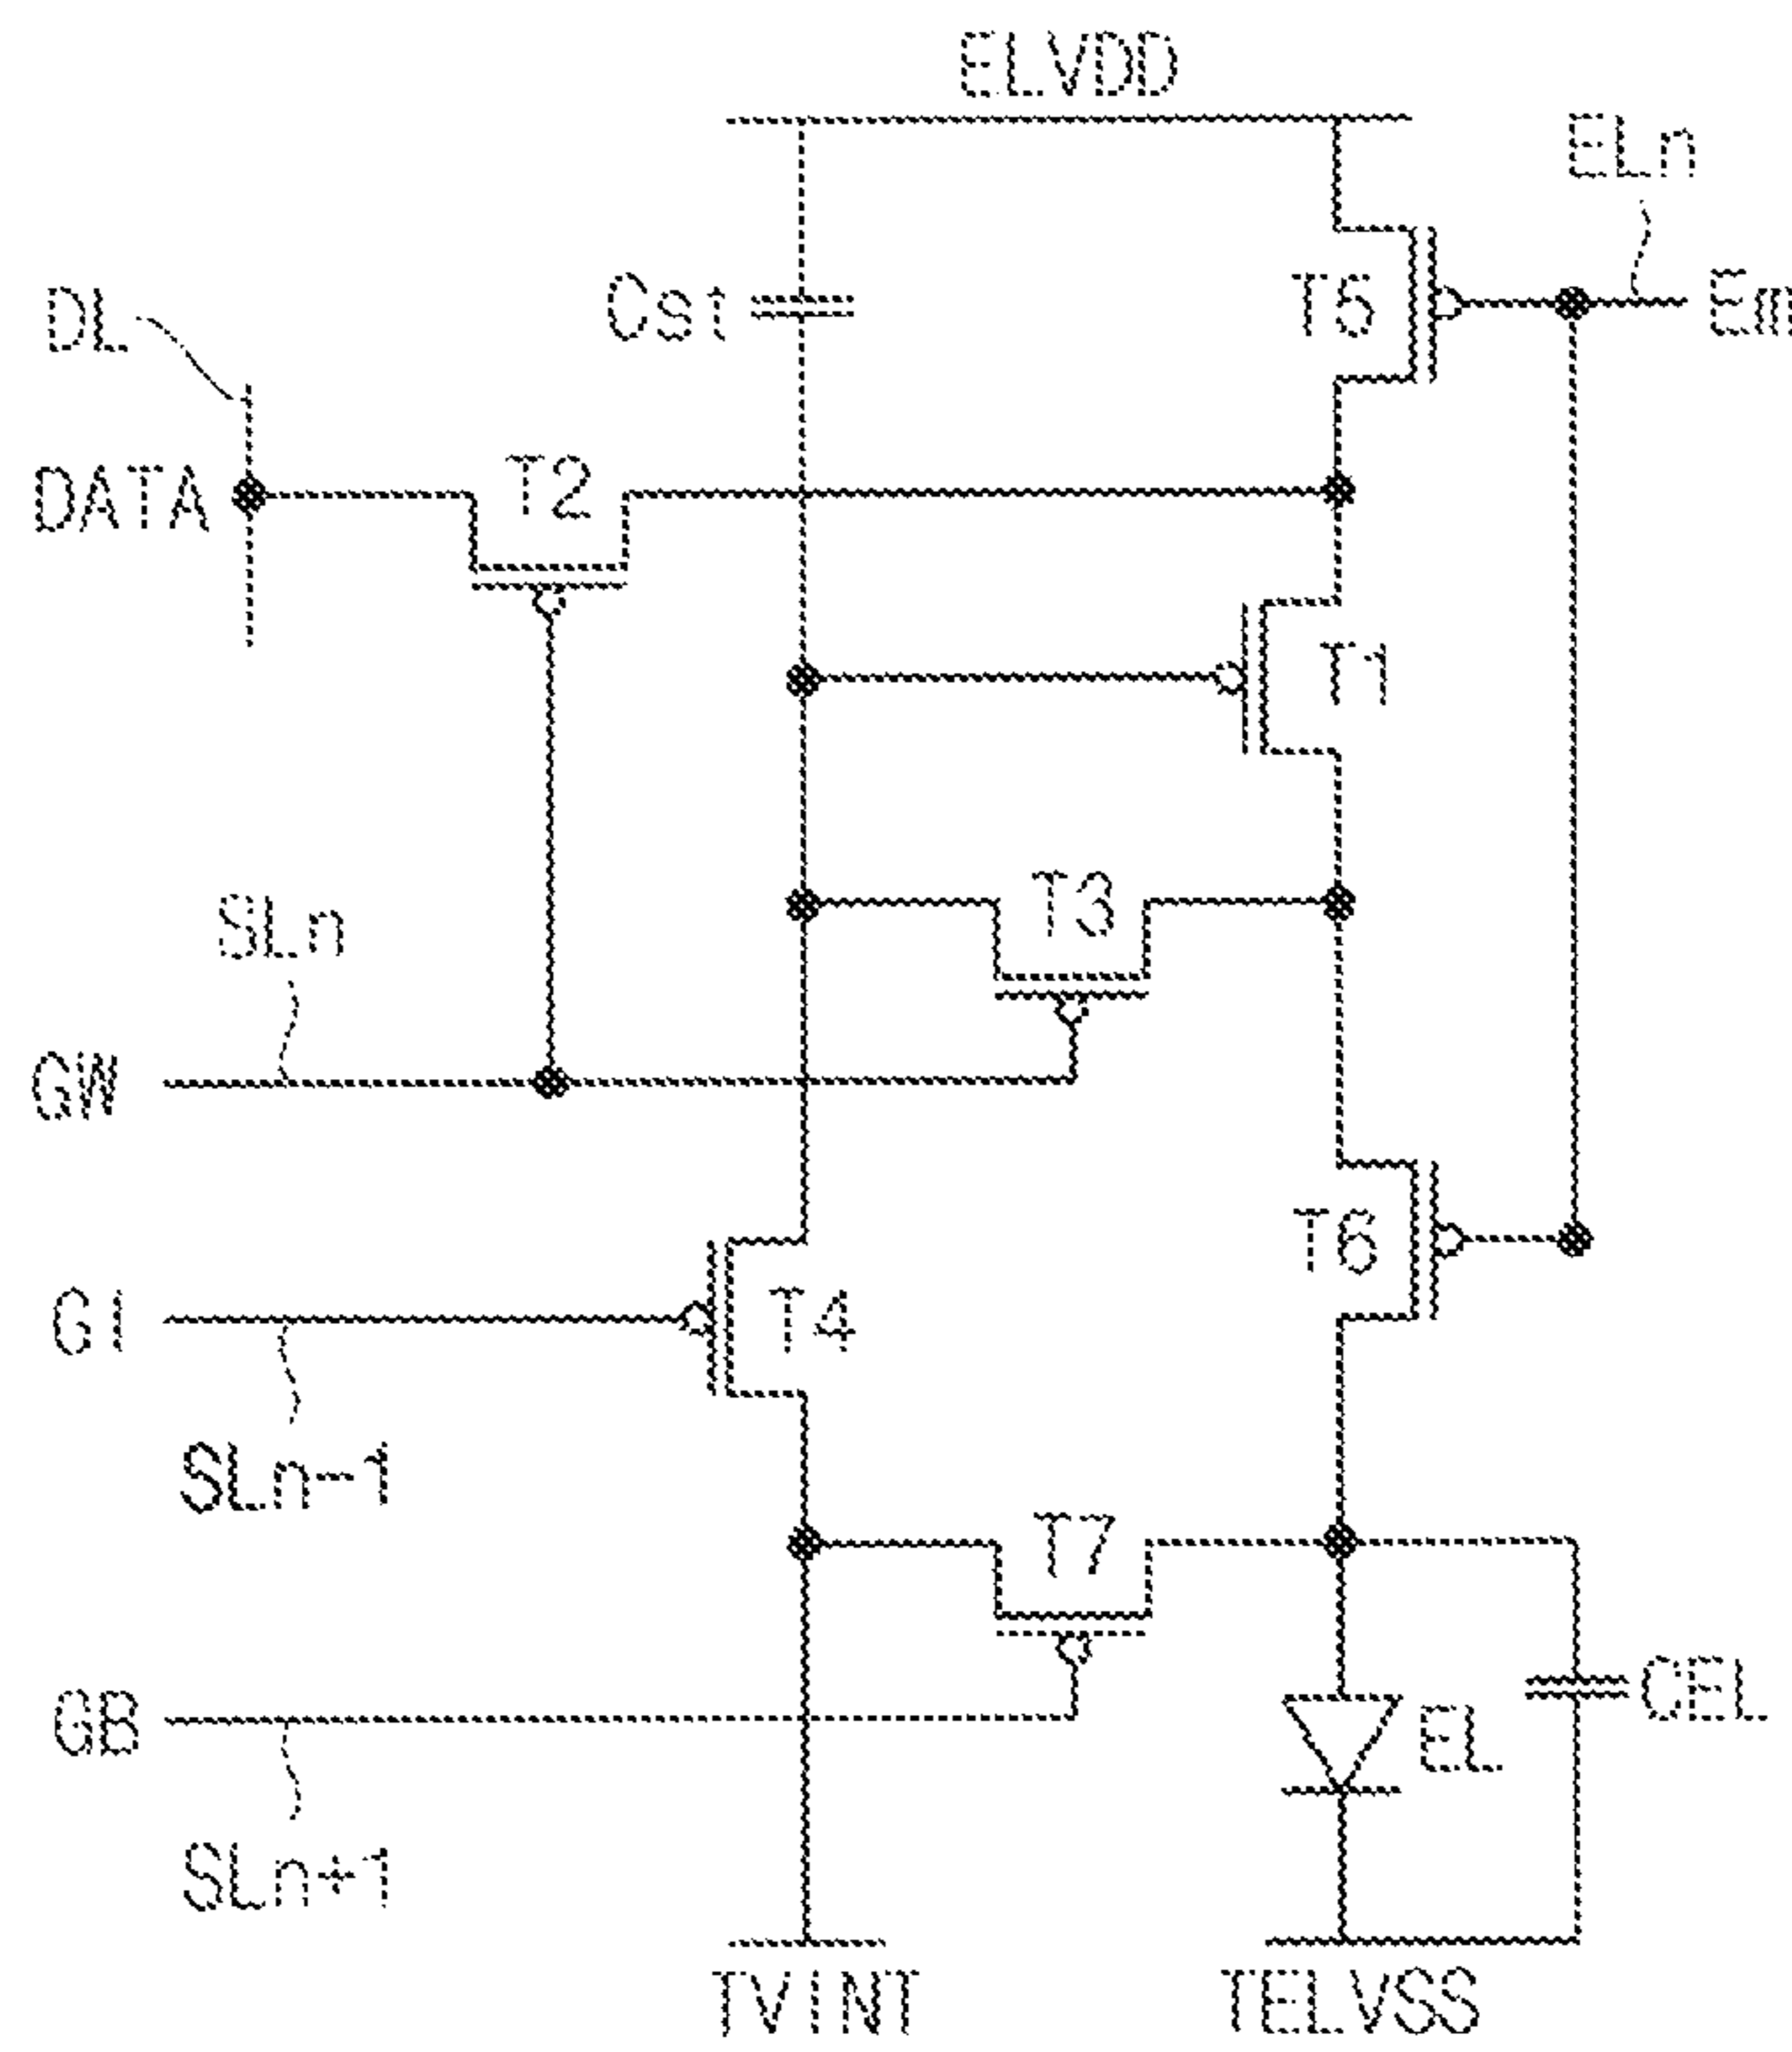 ELVDD
ELn
DL
Cst
T5
Em
DATA
T2
T1
T3
SLn
GW
T6
GI
T4
SLn-1
T7
GB
EL
CEL
SLn+1
TVINT
TELVSS